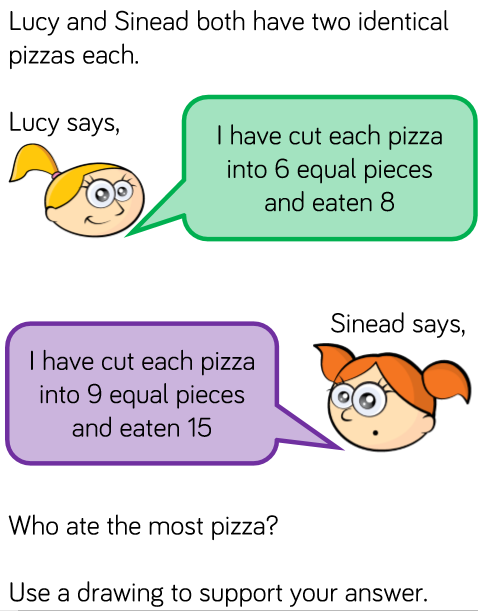 Lucy and Sinead both have two identical
pizzas each.
Lucy says,
I have cut each pizza
into 6 equal pieces
and eaten 8
Sinead says,
I have cut each pizza
into 9 equal pieces
and eaten 15
Who ate the most pizza?
Use a drawing to support your answer.